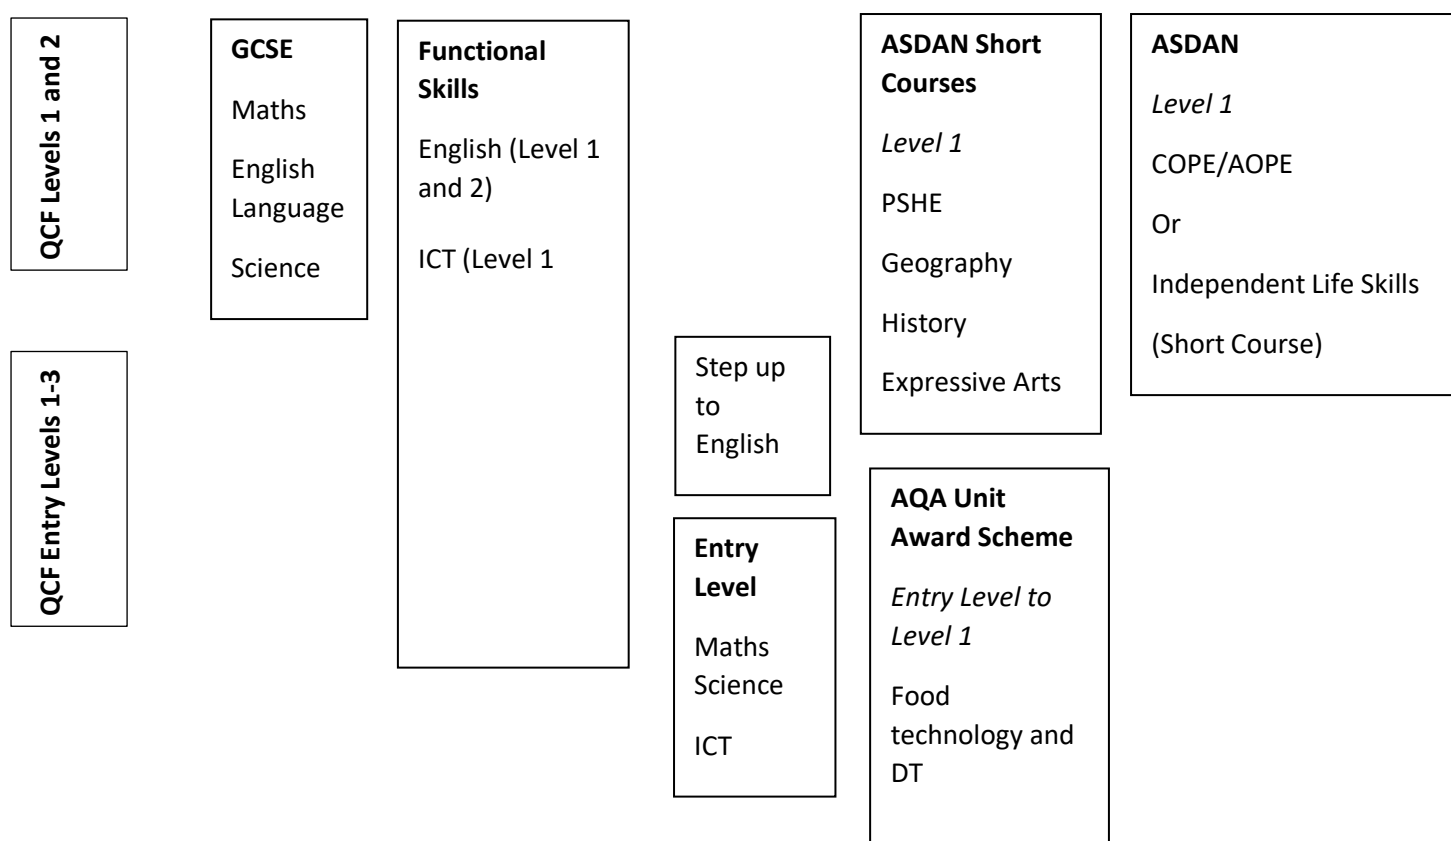 QCF Levels 1 and 2
GCSE
Maths
English
Language
Science
Functional
Skills
English (Level 1
and 2)
ICT (Level 1
ASDAN Short
Courses
Level 1
PSHE
Geography
History
Expressive Arts
ASDAN
Level 1
COPE/AOPE
Or
Independent Life Skills
(Short Course)
QCF Entry Levels 1-3
Step up
to
English
Entry
Level
Maths
Science
ICT
AQA Unit
Award Scheme
Entry Level to
Level 1
Food
technology and
DT